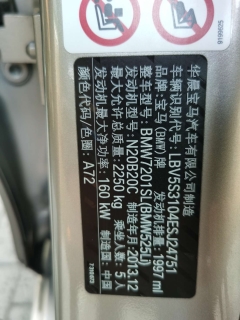 华晨宝马汽车有限公司制造
车辆识别代号: LBV5S3104ESJ24751
品牌: 宝马(BMW)牌 发动机排量: 1997 ml
整车型号: BMW7201SL(BMW525Li)
发动机型号: N20B20C 制造年月: 2013.12
最大允许总质量: 2250 kg 乘坐人数: 5人
发动机最大净功率: 160 kW 制造国: 中国
颜色代码/色圈: A72